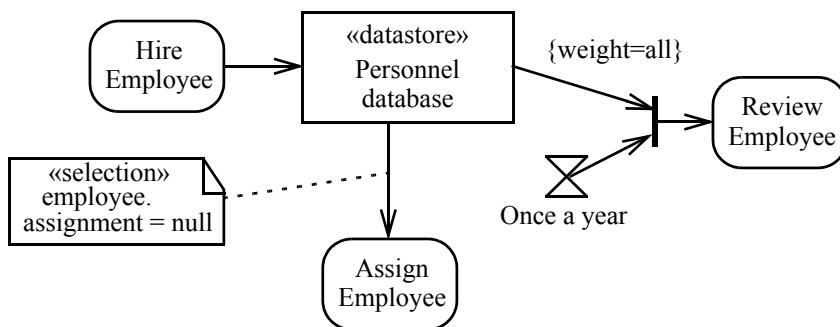 Hire
Employee
«datastore»
Personnel
database
{weight=all}
Review
Employee
«selection»
employee.
assignment = null
Once a year
Assign
Employee